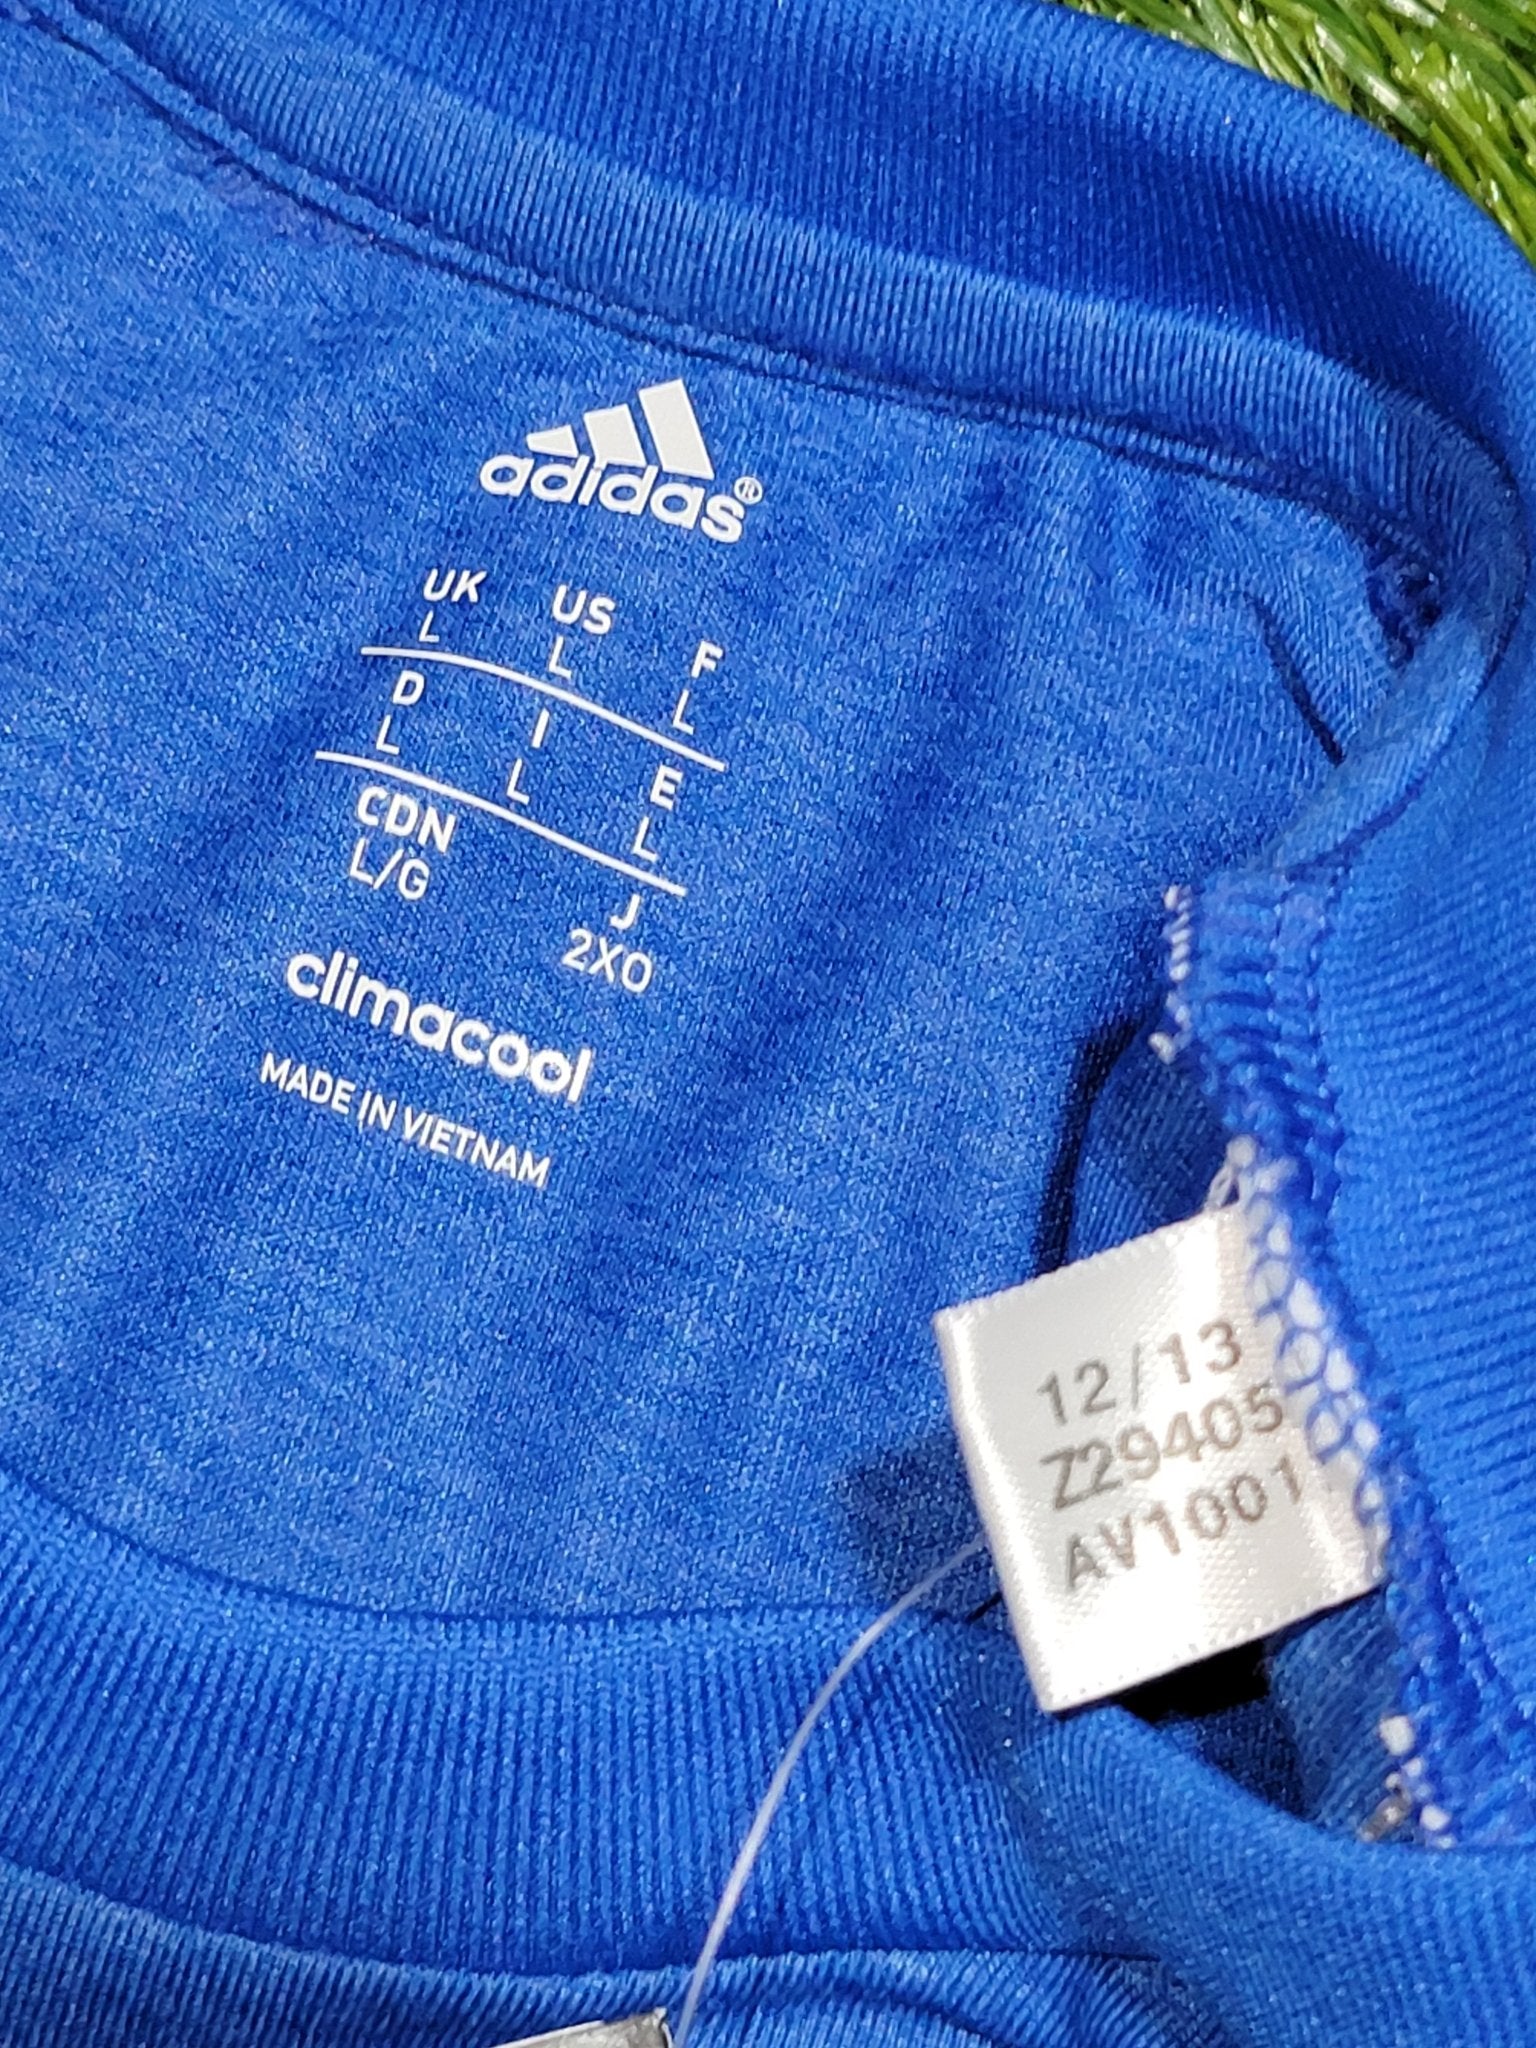 adidas®
UK US F
L L L
D I E
L L L
CDN J
L/G 2XO
climacool
MADE IN VIETNAM
12/13
Z29405
AV1001